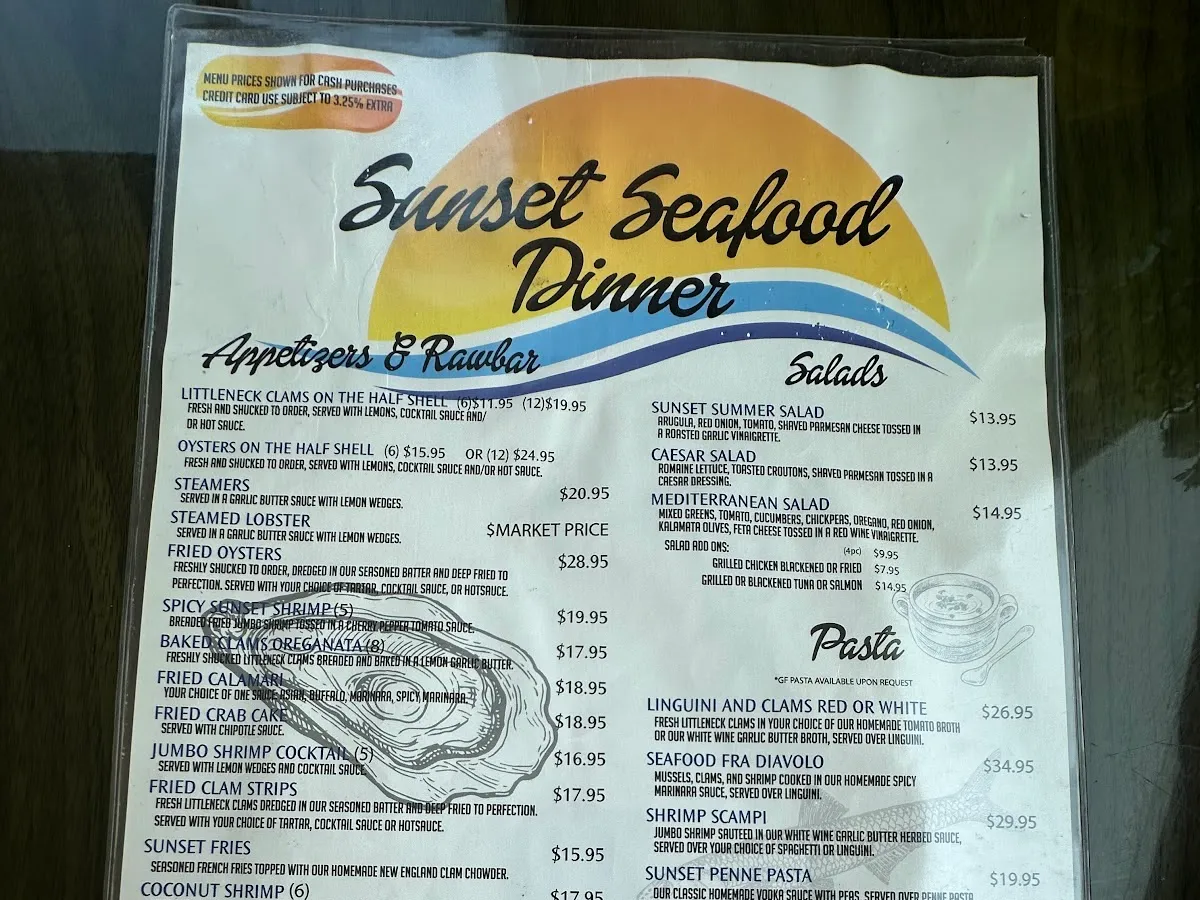 MENU PRICES SHOWN FOR CASH PURCHASES
CREDIT CARD USE SUBJECT TO 3.25% EXTRA
Sunset Seafood
Dinner
Appetizers & Rawbar
LITTLENECK CLAMS ON THE HALF SHELL (6)$11.95 (12)$19.95
FRESH AND SHUCKED TO ORDER, SERVED WITH LEMONS, COCKTAIL SAUCE AND/
OR HOT SAUCE.
OYSTERS ON THE HALF SHELL (6) $15.95 OR (12) $24.95
FRESH AND SHUCKED TO ORDER, SERVED WITH LEMONS, COCKTAIL SAUCE AND/OR HOT SAUCE.
STEAMERS $20.95
SERVED IN A GARLIC BUTTER SAUCE WITH LEMON WEDGES.
STEAMED LOBSTER $MARKET PRICE
SERVED IN A GARLIC BUTTER SAUCE WITH LEMON WEDGES.
FRIED OYSTERS $28.95
FRESHLY SHUCKED TO ORDER, DREDGED IN OUR SEASONED BATTER AND DEEP FRIED TO
PERFECTION. SERVED WITH YOUR CHOICE OF TARTAR, COCKTAIL SAUCE, OR HOTSAUCE.
SPICY SUNSET SHRIMP (5) $19.95
BREADED FRIED JUMBO SHRIMP TOSSED IN A CHERRY PEPPER TOMATO SAUCE.
BAKED CLAMS OREGANATA (8) $17.95
FRESHLY SHUCKED LITTLENECK CLAMS BREADED AND BAKED IN A LEMON GARLIC BUTTER.
FRIED CALAMARI $18.95
YOUR CHOICE OF ONE SAUCE, ASIAN, BUFFALO, MARINARA, SPICY MARINARA
FRIED CRAB CAKE $18.95
SERVED WITH CHIPOTLE SAUCE.
JUMBO SHRIMP COCKTAIL (5) $16.95
SERVED WITH LEMON WEDGES AND COCKTAIL SAUCE
FRIED CLAM STRIPS $17.95
FRESH LITTLENECK CLAMS DREDGED IN OUR SEASONED BATTER AND DEEP FRIED TO PERFECTION.
SERVED WITH YOUR CHOICE OF TARTAR, COCKTAIL SAUCE OR HOTSAUCE.
SUNSET FRIES $15.95
SEASONED FRENCH FRIES TOPPED WITH OUR HOMEMADE NEW ENGLAND CLAM CHOWDER.
COCONUT SHRIMP (6) $17.95
Salads
SUNSET SUMMER SALAD $13.95
ARUGULA, RED ONION, TOMATO, SHAVED PARMESAN CHEESE TOSSED IN
A ROASTED GARLIC VINAIGRETTE.
CAESAR SALAD $13.95
ROMAINE LETTUCE, TOASTED CROUTONS, SHAVED PARMESAN TOSSED IN A
CAESAR DRESSING.
MEDITERRANEAN SALAD $14.95
MIXED GREENS, TOMATO, CUCUMBERS, CHICKPEAS, OREGANO, RED ONION,
KALAMATA OLIVES, FETA CHEESE TOSSED IN A RED WINE VINAIGRETTE.
SALAD ADD ONS: (4pc) $9.95
GRILLED CHICKEN BLACKENED OR FRIED $7.95
GRILLED OR BLACKENED TUNA OR SALMON $14.95
Pasta
*GF PASTA AVAILABLE UPON REQUEST
LINGUINI AND CLAMS RED OR WHITE $26.95
FRESH LITTLENECK CLAMS IN YOUR CHOICE OF OUR HOMEMADE TOMATO BROTH
OR OUR WHITE WINE GARLIC BUTTER BROTH, SERVED OVER LINGUINI.
SEAFOOD FRA DIAVOLO $34.95
MUSSELS, CLAMS, AND SHRIMP COOKED IN OUR HOMEMADE SPICY
MARINARA SAUCE, SERVED OVER LINGUINI.
SHRIMP SCAMPI $29.95
JUMBO SHRIMP SAUTEED IN OUR WHITE WINE GARLIC BUTTER HERBED SAUCE,
SERVED OVER YOUR CHOICE OF SPAGHETTI OR LINGUINI.
SUNSET PENNE PASTA $19.95
OUR CLASSIC HOMEMADE VODKA SAUCE WITH PEAS, SERVED OVER PENNE PASTA